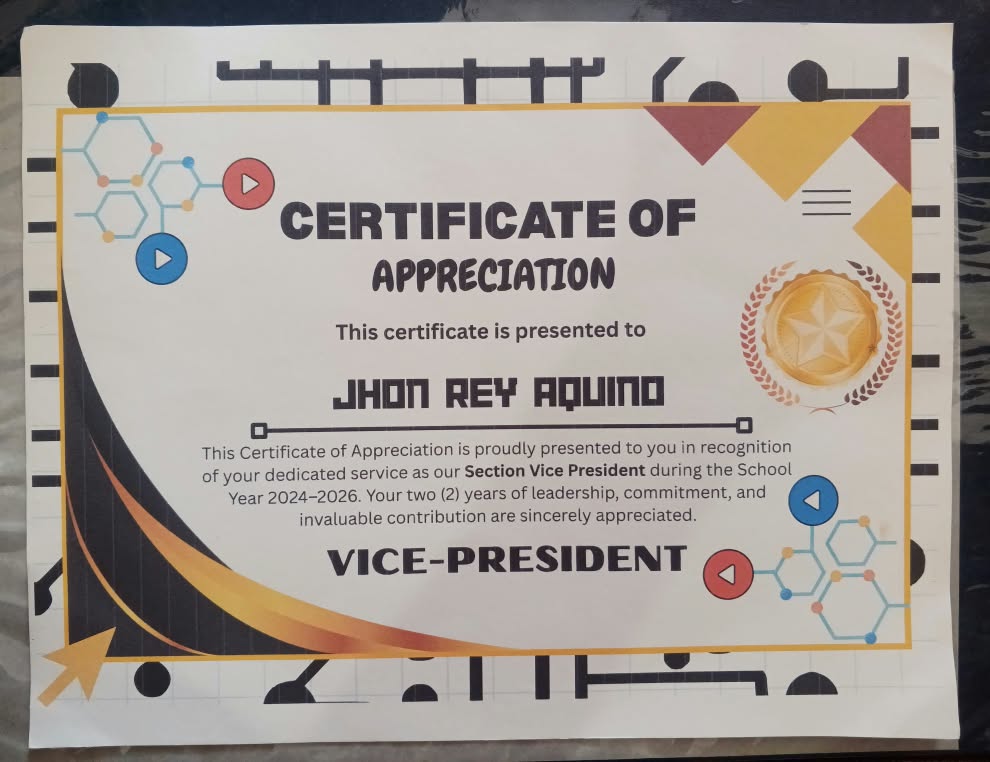 CERTIFICATE OF
APPRECIATION
This certificate is presented to
JHON REY AQUINO
This Certificate of Appreciation is proudly presented to you in recognition
of your dedicated service as our Section Vice President during the School
Year 2024–2026. Your two (2) years of leadership, commitment, and
invaluable contribution are sincerely appreciated.
VICE-PRESIDENT